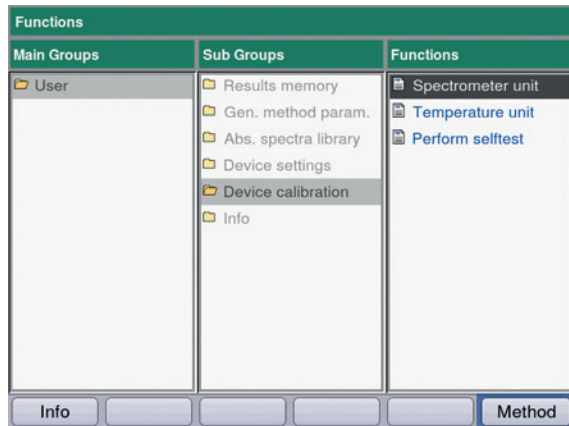 Functions
Main Groups
Sub Groups
Functions
User
Results memory
Gen. method param.
Abs. spectra library
Device settings
Device calibration
Info
Spectrometer unit
Temperature unit
Perform selftest
Info
Method